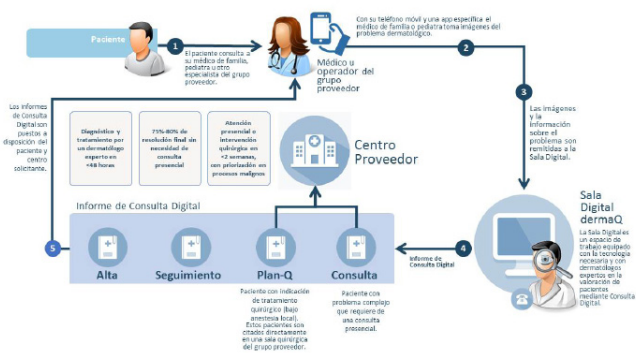 Paciente
1
El paciente consulta a
su médico de familia,
pediatra u otro
especialista del grupo
proveedor.
Médico u
operador del
grupo
proveedor
Con su teléfono móvil y una app específica el
médico de familia o pediatra toma imágenes del
problema dermatológico.
2
3
Las imágenes
y la
información
sobre el
problema son
remitidas a la
Sala Digital.
Sala
Digital
dermaQ
La Sala Digital es
un espacio de
trabajo equipado
con la tecnología
necesaria y con
dermatólogos
expertos en la
valoración de
pacientes
mediante Consulta
Digital.
4
Informe de
Consulta Digital
Los informes
de Consulta
Digital son
puestos a
disposición del
paciente y
centro
solicitante.
5
Diagnóstico y
tratamiento por
un dermatólogo
experto en
<48 horas
75%-80% de
resolución final sin
necesidad de
consulta
presencial
Atención
presencial o
intervención
quirúrgica en
<2 semanas,
con priorización en
procesos malignos
Centro
Proveedor
Informe de Consulta Digital
Alta
Seguimiento
Plan-Q
Consulta
Paciente con indicación
de tratamiento
quirúrgico (bajo
anestesia local).
Estos pacientes son
citados directamente
en una sala quirúrgica
del grupo proveedor.
Paciente con
problema complejo
que requiere de
una consulta
presencial.